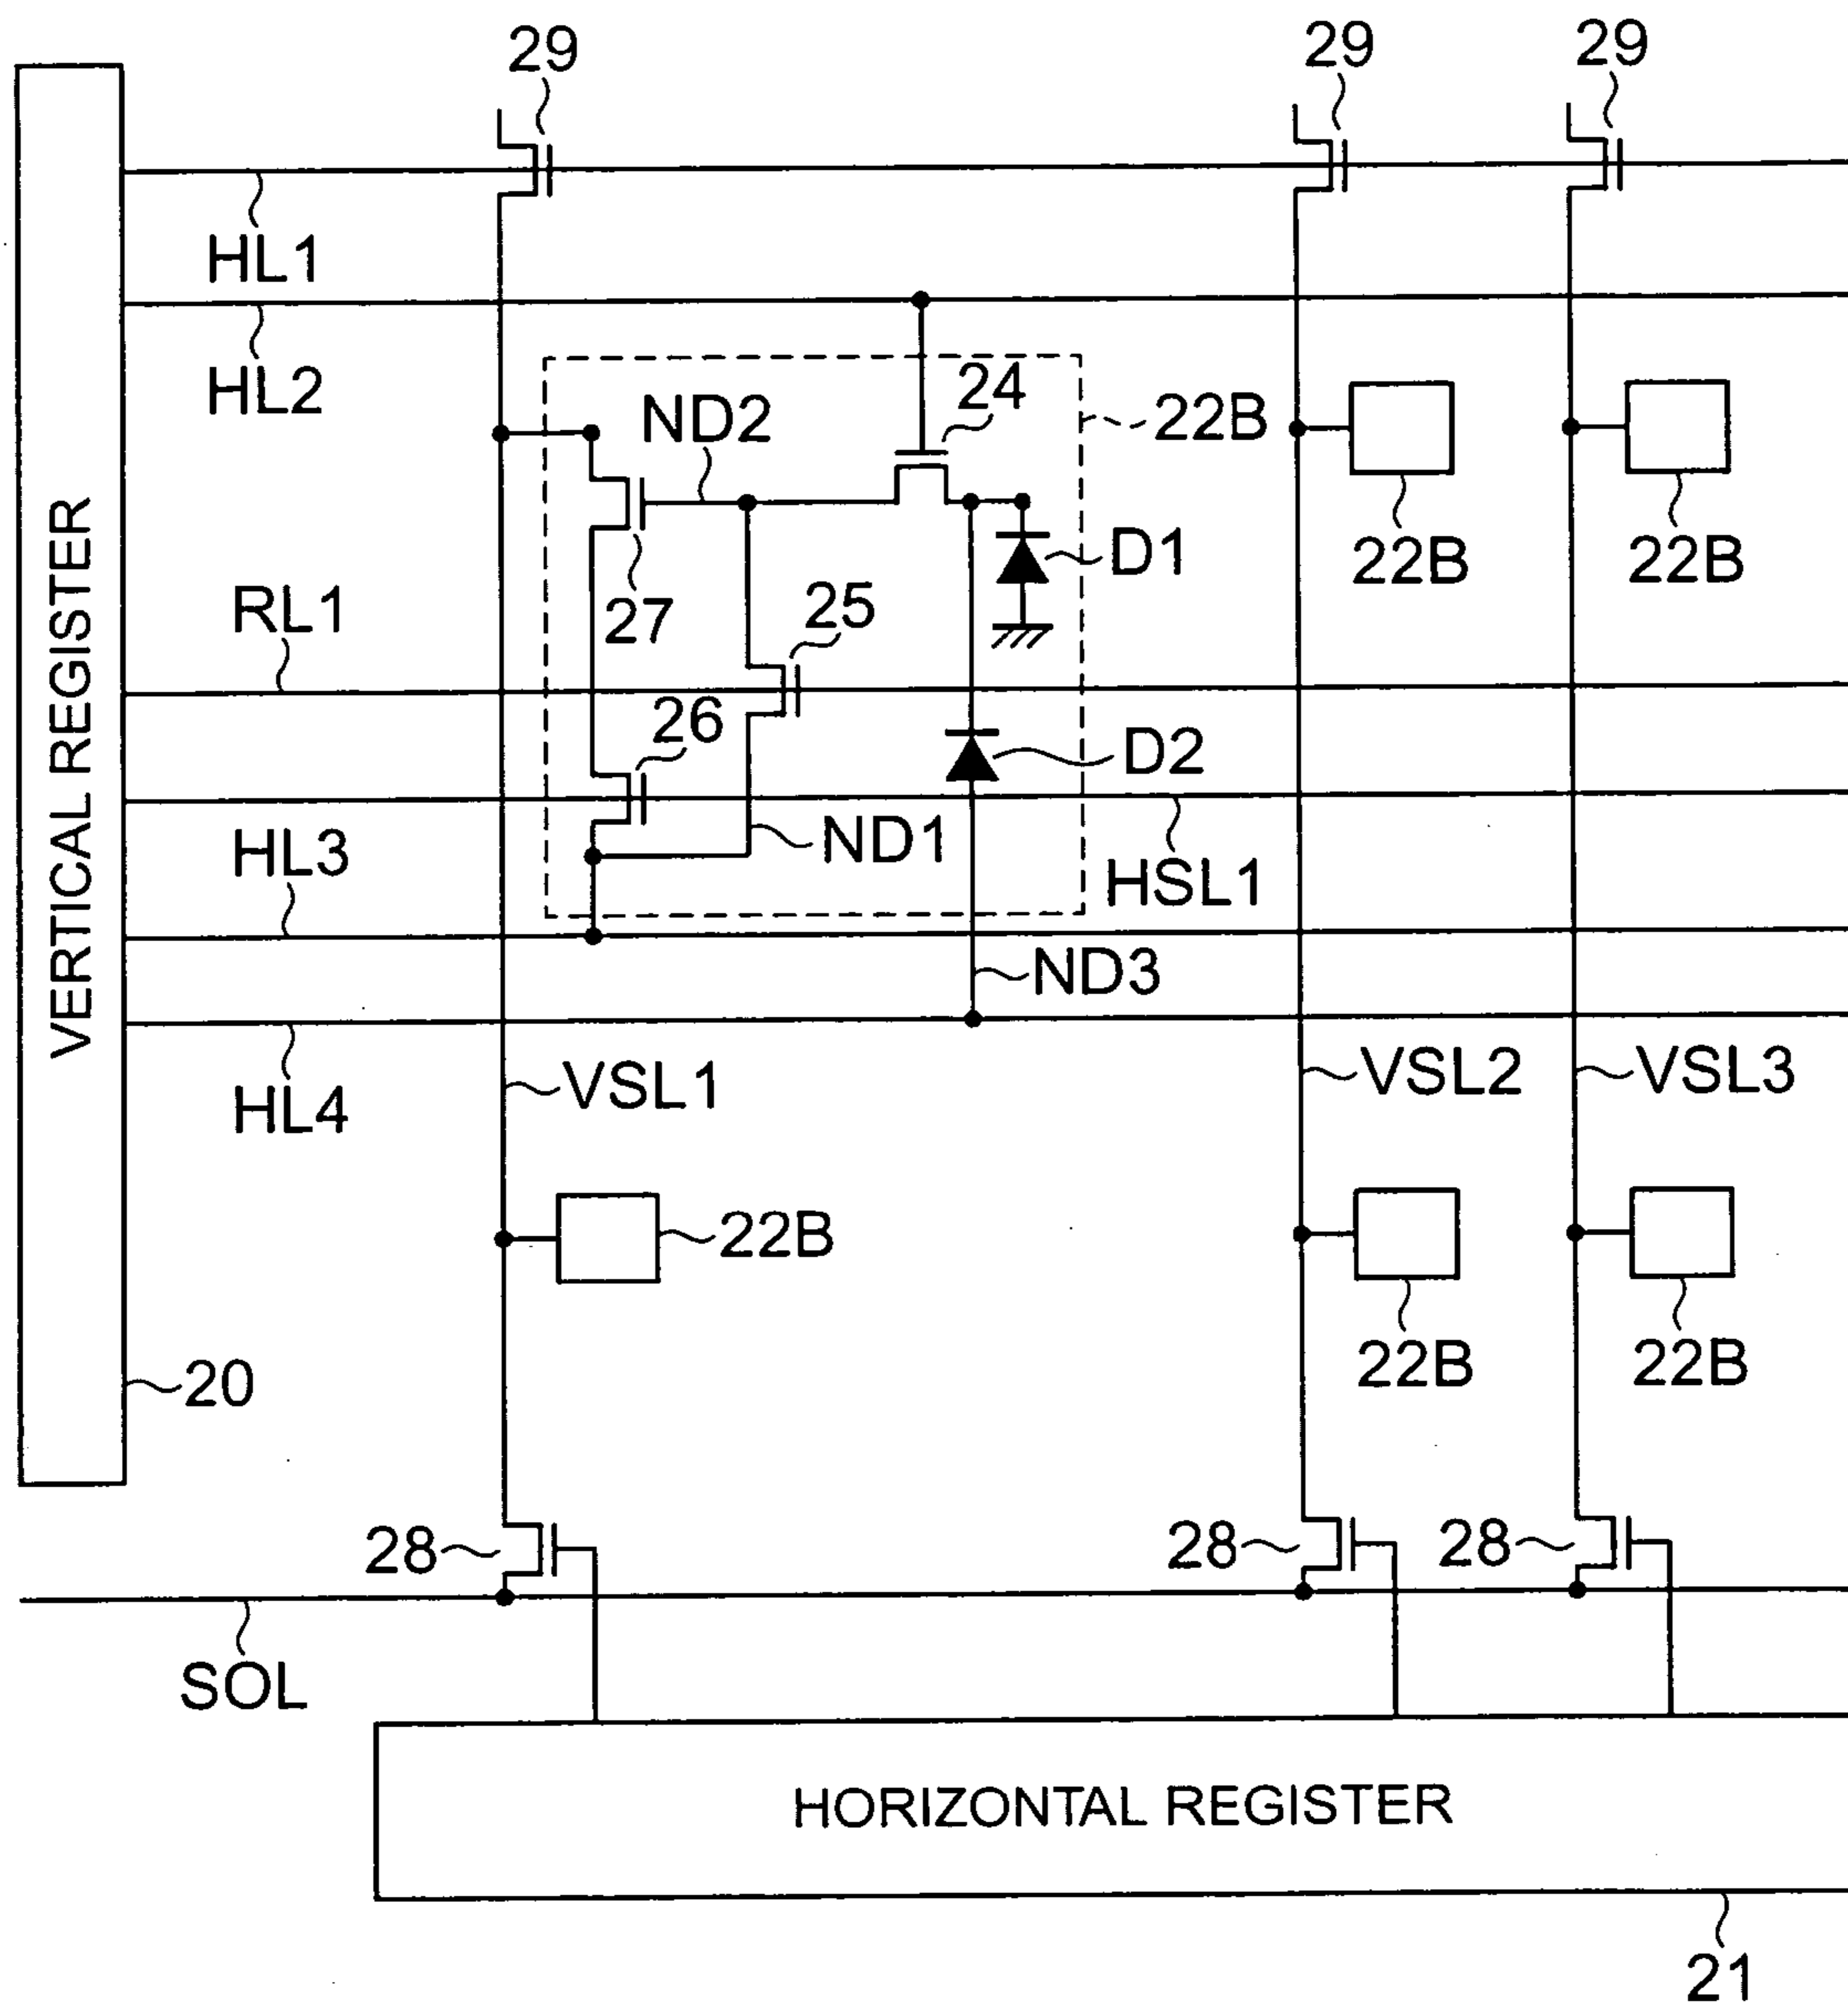 29
29
29
HL1
HL2
24
22B
ND2
D1
22B
22B
RL1
27
25
26
D2
VERTICAL REGISTER
HL3
ND1
HSL1
ND3
HL4
VSL1
VSL2
VSL3
22B
22B
22B
20
28
28
28
SOL
HORIZONTAL REGISTER
21